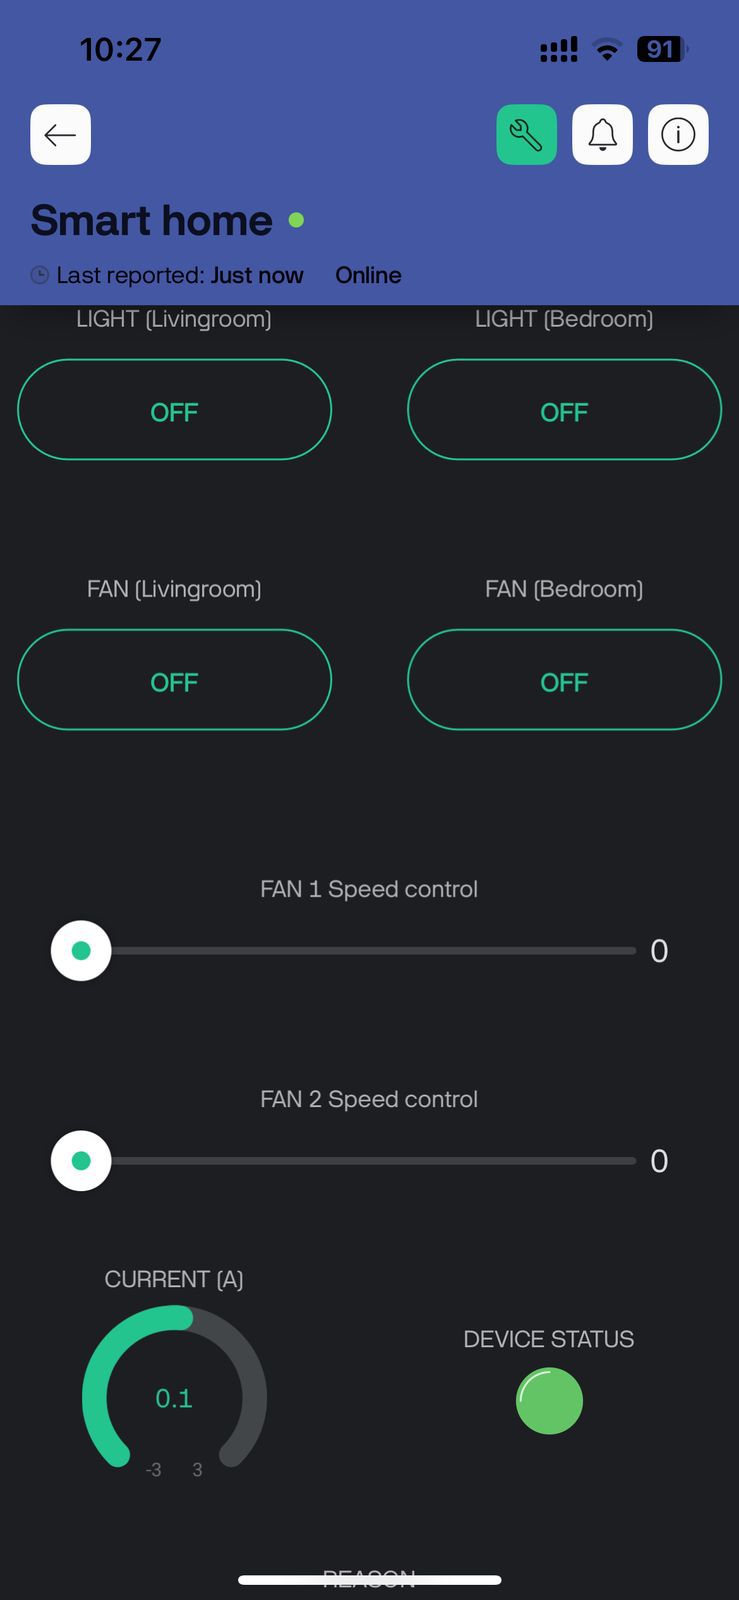 10:27
91
Smart home
Last reported: Just now Online
LIGHT (Livingroom) LIGHT (Bedroom)
OFF OFF
FAN (Livingroom) FAN (Bedroom)
OFF OFF
FAN 1 Speed control
0
FAN 2 Speed control
0
CURRENT (A)
DEVICE STATUS
0.1
-3 3
REASON